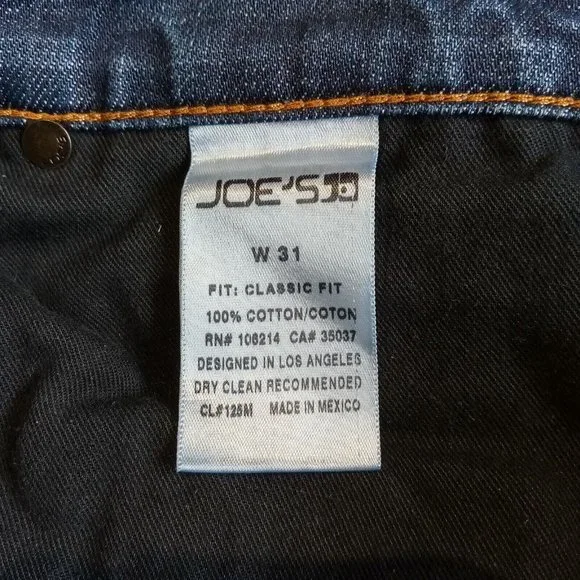 JOE'S
W 31
FIT: CLASSIC FIT
100% COTTON/COTON
RN# 106214 CA# 35037
DESIGNED IN LOS ANGELES
DRY CLEAN RECOMMENDED
CL#126M MADE IN MEXICO